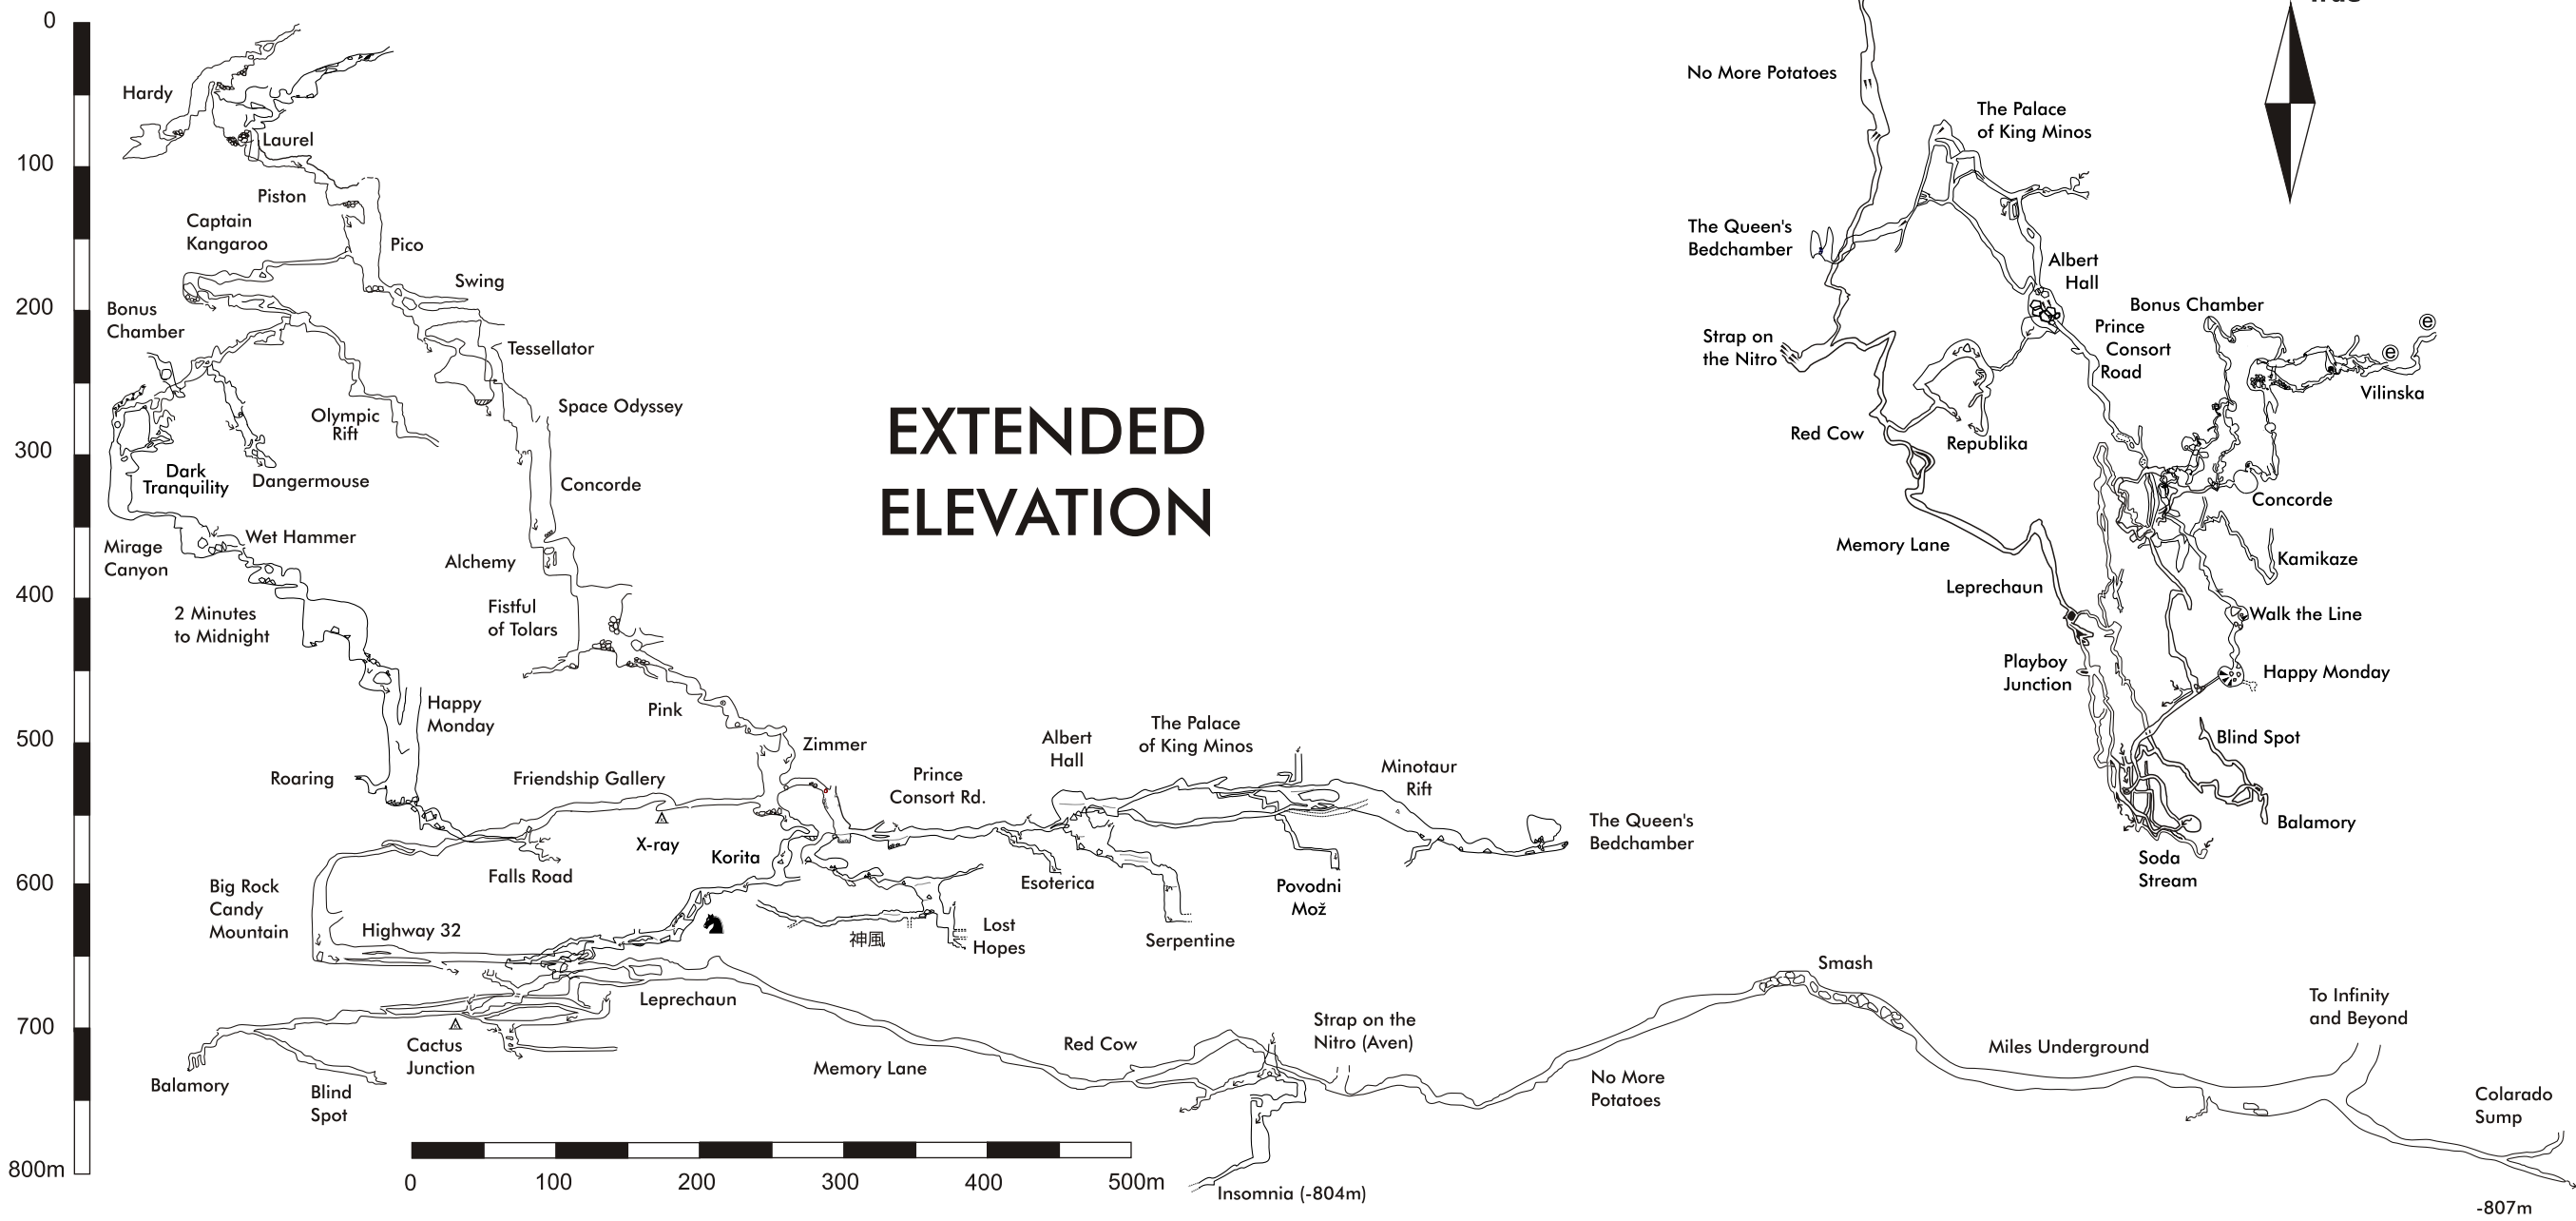 0
100
200
300
400
500
600
700
800m
Hardy
Laurel
Piston
Captain
Kangaroo
Pico
Swing
Bonus
Chamber
Tessellator
Space Odyssey
Olympic
Rift
Dark
Tranquility
Dangermouse
Concorde
Mirage
Canyon
Wet Hammer
Alchemy
2 Minutes
to Midnight
Fistful
of Tolars
Happy
Monday
Pink
Zimmer
Roaring
Friendship Gallery
X-ray
Korita
Falls Road
Big Rock
Candy
Mountain
Highway 32
Prince
Consort Rd.
Albert
Hall
The Palace
of King Minos
Minotaur
Rift
The Queen's
Bedchamber
Esoterica
Povodni
Mož
Serpentine
Lost
Hopes
神風
Leprechaun
Cactus
Junction
Balamory
Blind
Spot
Memory Lane
Red Cow
Strap on the
Nitro (Aven)
Insomnia (-804m)
No More
Potatoes
Smash
Miles Underground
To Infinity
and Beyond
Colarado
Sump
-807m
0
100
200
300
400
500m
EXTENDED
ELEVATION
No More Potatoes
The Palace
of King Minos
The Queen's
Bedchamber
Albert
Hall
Bonus Chamber
Prince
Consort
Road
Strap on
the Nitro
e
e
Vilinska
Red Cow
Republika
Concorde
Memory Lane
Kamikaze
Leprechaun
Walk the Line
Playboy
Junction
Happy Monday
Blind Spot
Balamory
Soda
Stream